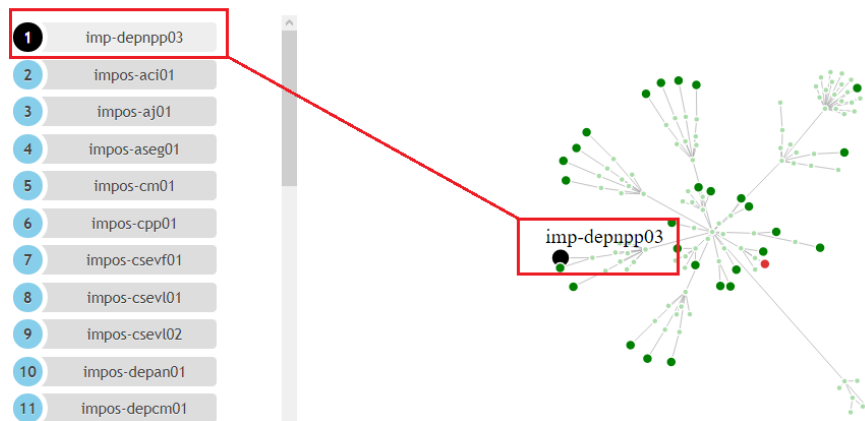 1 imp-depnpp03
2 impos-aci01
3 impos-aj01
4 impos-aseg01
5 impos-cm01
6 impos-cpp01
7 impos-csevf01
8 impos-csevl01
9 impos-csevl02
10 impos-depan01
11 impos-depcm01
imp-depnpp03